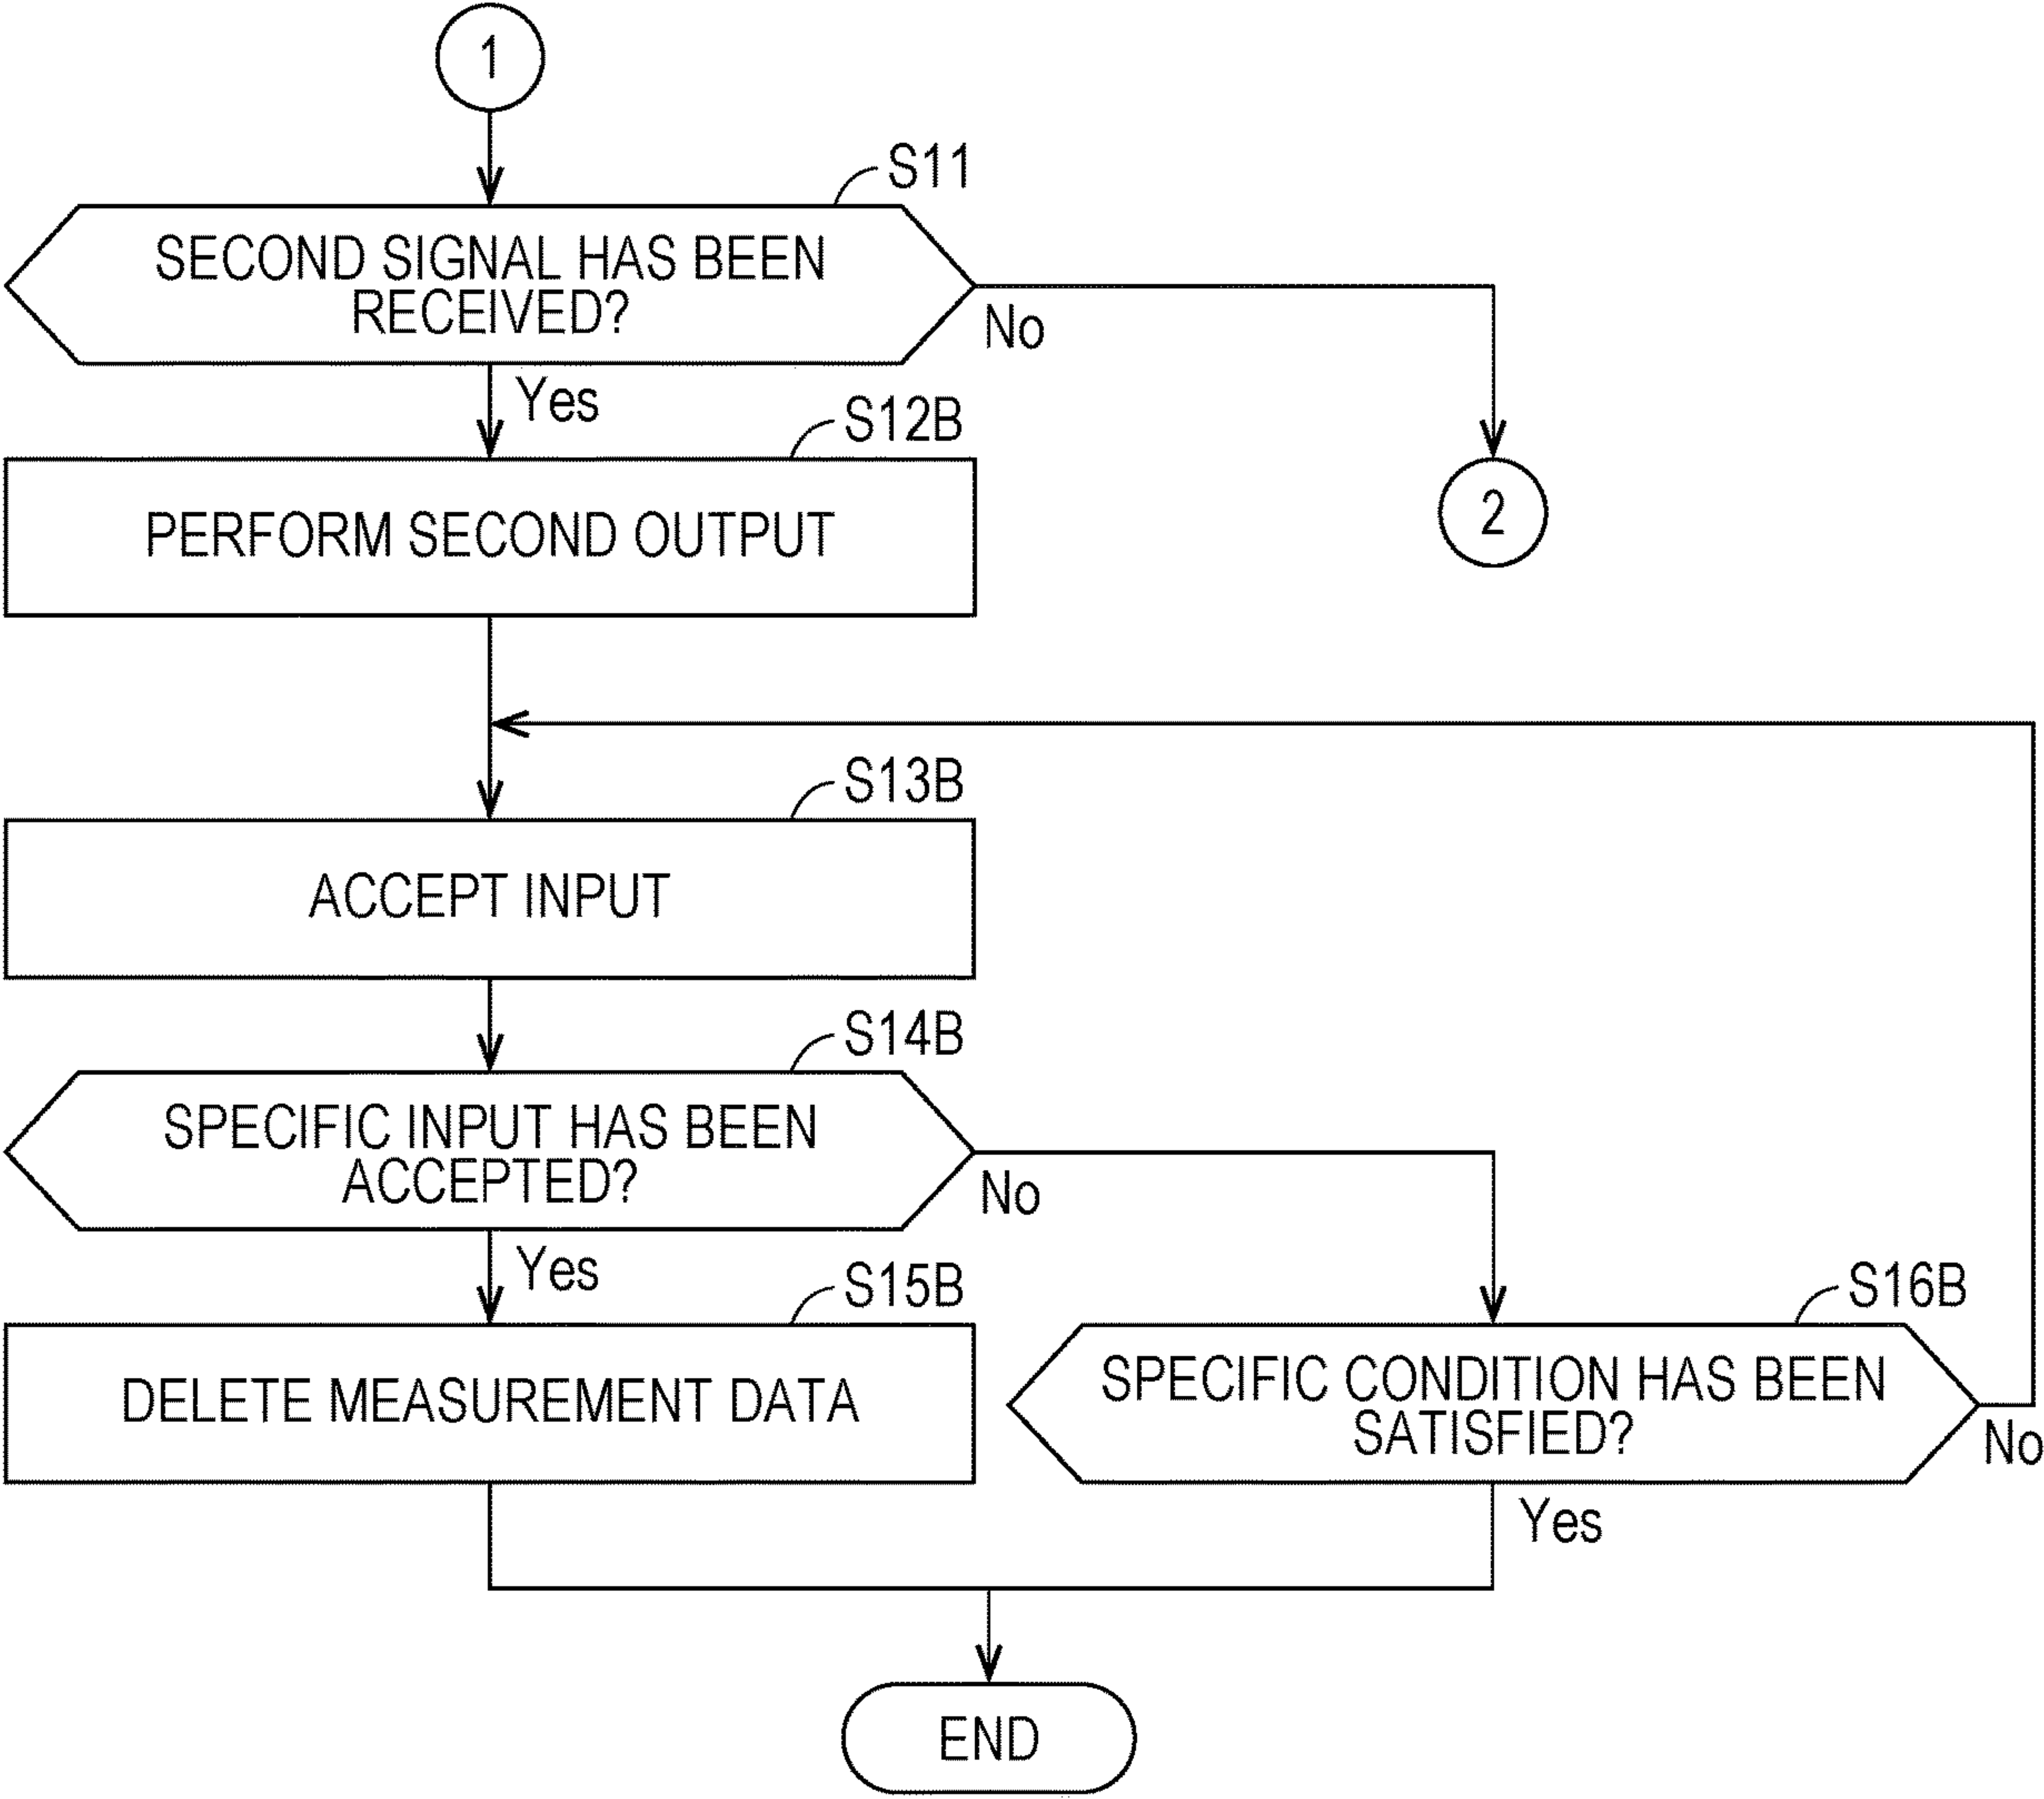 1
S11
SECOND SIGNAL HAS BEEN
RECEIVED?
No
Yes
S12B
PERFORM SECOND OUTPUT
2
S13B
ACCEPT INPUT
S14B
SPECIFIC INPUT HAS BEEN
ACCEPTED?
No
Yes
S15B
DELETE MEASUREMENT DATA
S16B
SPECIFIC CONDITION HAS BEEN
SATISFIED?
No
Yes
END